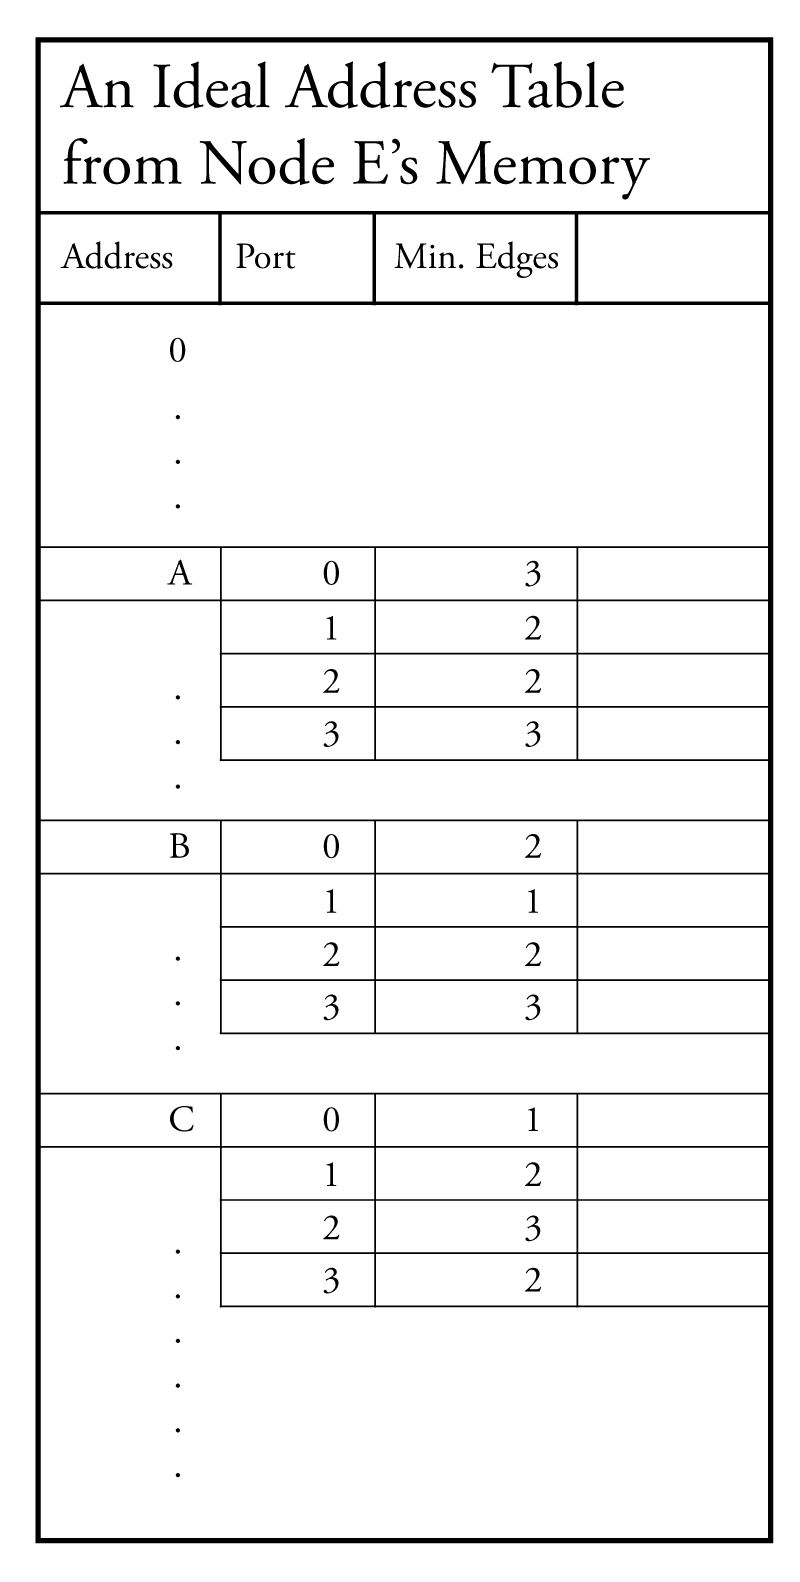 An Ideal Address Table
from Node E’s Memory
Address Port Min. Edges
0
.
.
.
A 0 3
1 2
. 2 2
. 3 3
.
B 0 2
1 1
. 2 2
. 3 3
.
C 0 1
1 2
. 2 3
. 3 2
.
.
.
.